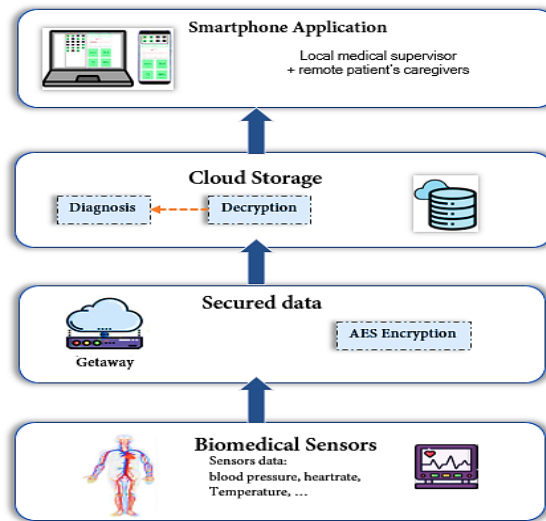 Smartphone Application
Local medical supervisor
+ remote patient's caregivers
Cloud Storage
Diagnosis
Decryption
Secured data
AES Encryption
Getaway
Biomedical Sensors
Sensors data:
blood pressure, heartrate,
Temperature, ...